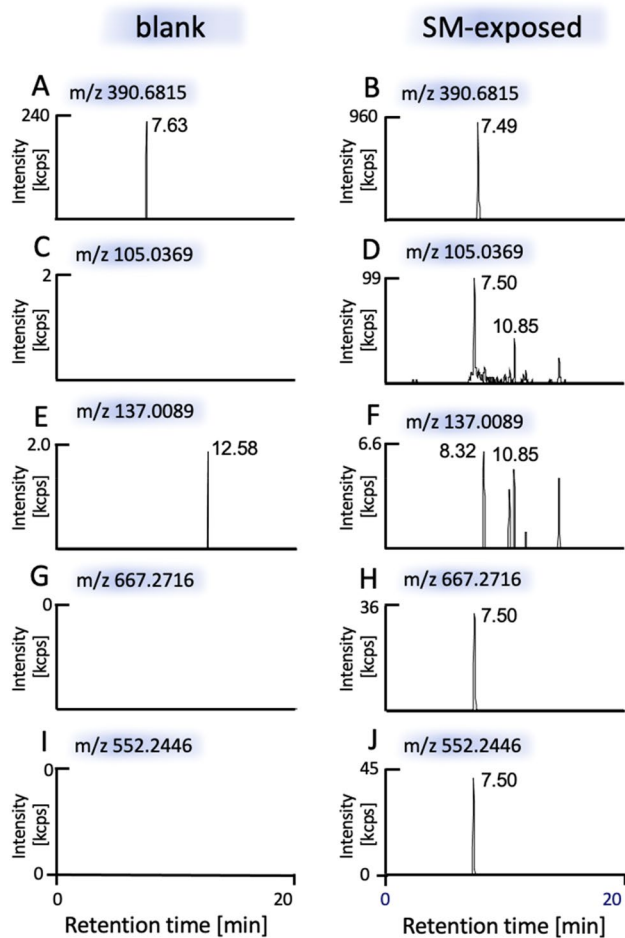 blank SM-exposed
A m/z 390.6815 B m/z 390.6815
240 7.63 960 7.49
Intensity [kcps] Intensity [kcps]
C m/z 105.0369 D m/z 105.0369
2 99 7.50
10.85
Intensity [kcps] Intensity [kcps]
E m/z 137.0089 F m/z 137.0089
2.0 12.58 6.6 8.32 10.85
Intensity [kcps] Intensity [kcps]
G m/z 667.2716 H m/z 667.2716
0 36 7.50
Intensity [kcps] Intensity [kcps]
I m/z 552.2446 J m/z 552.2446
0 45 7.50
Intensity [kcps] Intensity [kcps]
0 0
0 20 0 20
Retention time [min] Retention time [min]